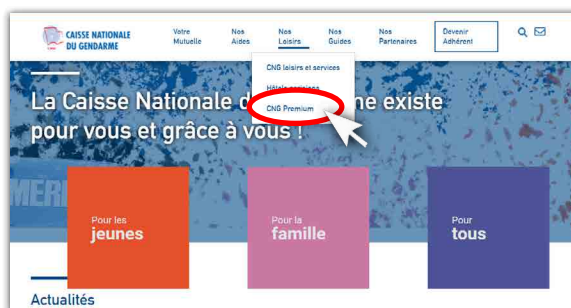 CAISSE NATIONALE
DU GENDARME
Votre
Mutuelle
Nos
Aides
Nos
Loisirs
Nos
Guides
Nos
Partenaires
Devenir
Adhérent
CNG loisirs et services
CNG Premium
La Caisse Nationale d ne existe
pour vous et grâce à vous !
Pour les
jeunes
Pour la
famille
Pour
tous
Actualités